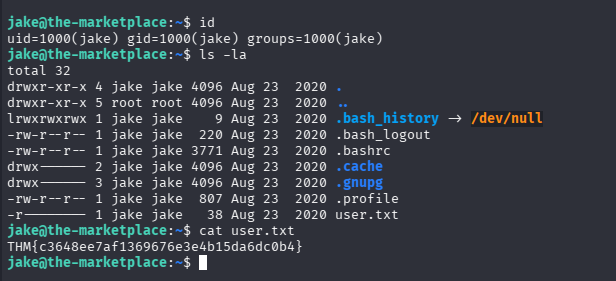 jake@the-marketplace:~$ id
uid=1000(jake) gid=1000(jake) groups=1000(jake)
jake@the-marketplace:~$ ls -la
total 32
drwxr-xr-x 4 jake jake 4096 Aug 23  2020 .
drwxr-xr-x 5 root root 4096 Aug 23  2020 ..
lrwxrwxrwx 1 jake jake    9 Aug 23  2020 .bash_history -> /dev/null
-rw-r--r-- 1 jake jake  220 Aug 23  2020 .bash_logout
-rw-r--r-- 1 jake jake 3771 Aug 23  2020 .bashrc
drwx------ 2 jake jake 4096 Aug 23  2020 .cache
drwx------ 3 jake jake 4096 Aug 23  2020 .gnupg
-rw-r--r-- 1 jake jake  807 Aug 23  2020 .profile
-r-------- 1 jake jake   38 Aug 23  2020 user.txt
jake@the-marketplace:~$ cat user.txt
THM{c3648ee7af1369676e3e4b15da6dc0b4}
jake@the-marketplace:~$